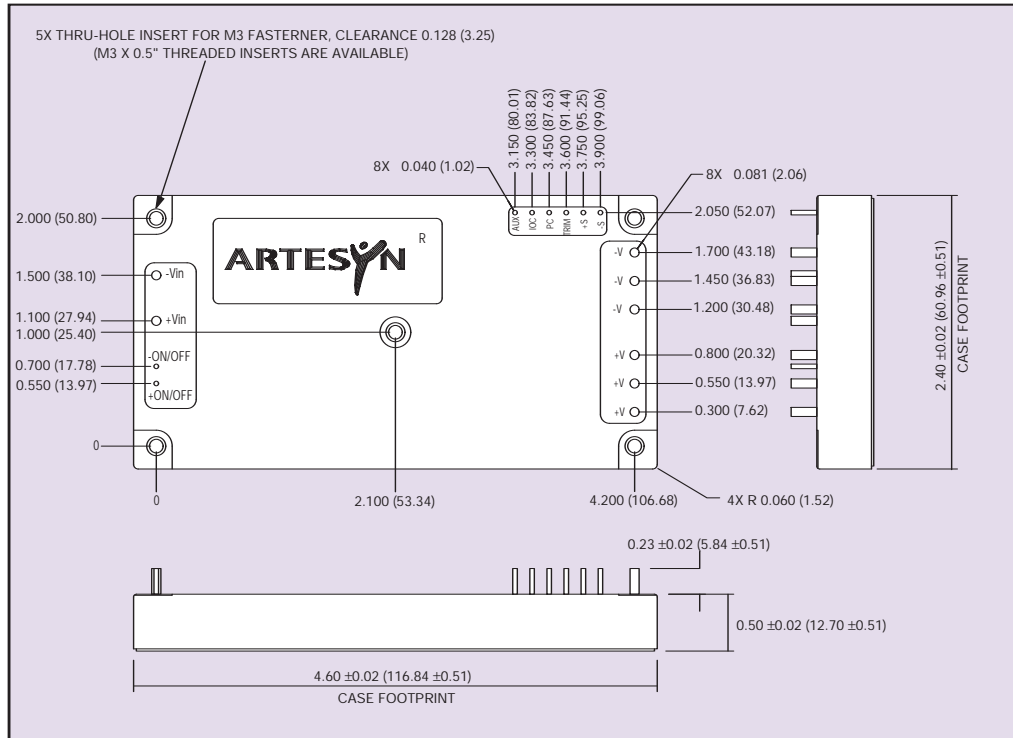 5X THRU-HOLE INSERT FOR M3 FASTERNER, CLEARANCE 0.128 (3.25)
(M3 X 0.5" THREADED INSERTS ARE AVAILABLE)
3.150 (80.01)
3.300 (83.82)
3.450 (87.63)
3.600 (91.44)
3.750 (95.25)
3.900 (99.06)
8X 0.040 (1.02)
8X 0.081 (2.06)
AUX
IOC
PC
TRIM
+S
-S
2.000 (50.80)
2.050 (52.07)
ARTESYN R
-V 1.700 (43.18)
1.500 (38.10) -Vin
-V 1.450 (36.83)
-V 1.200 (30.48)
1.100 (27.94) +Vin
1.000 (25.40)
-ON/OFF
0.700 (17.78)
0.550 (13.97)
+ON/OFF
+V 0.800 (20.32)
+V 0.550 (13.97)
+V 0.300 (7.62)
2.40 ±0.02 (60.96 ±0.51)
CASE FOOTPRINT
0
0
2.100 (53.34)
4.200 (106.68)
4X R 0.060 (1.52)
0.23 ±0.02 (5.84 ±0.51)
0.50 ±0.02 (12.70 ±0.51)
4.60 ±0.02 (116.84 ±0.51)
CASE FOOTPRINT